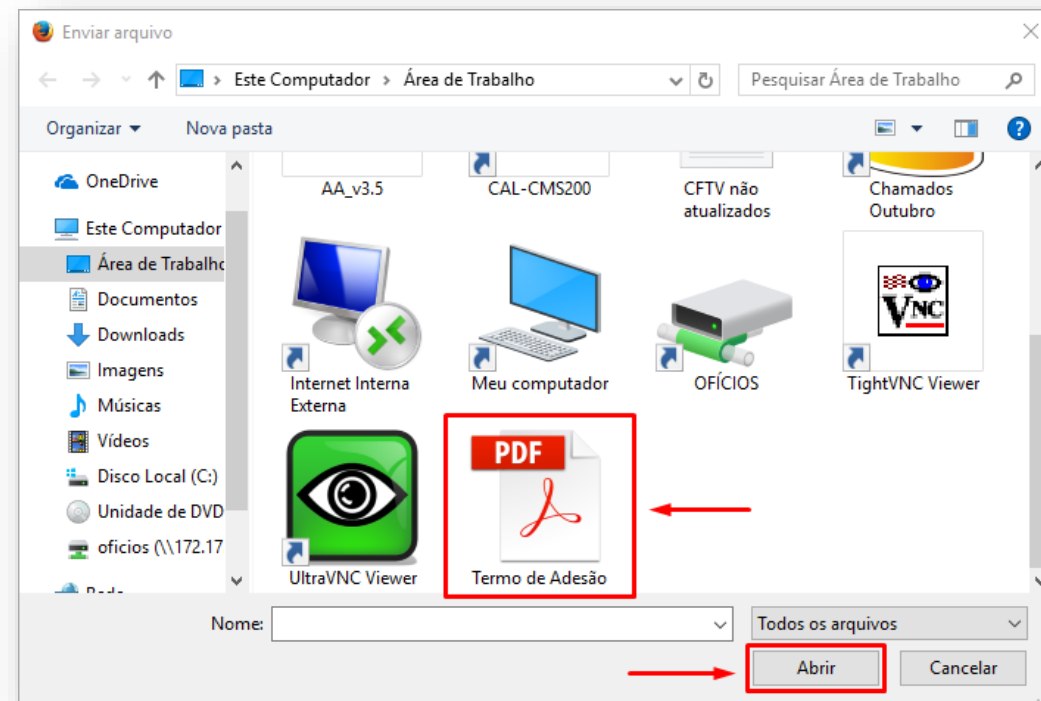 Enviar arquivo
Este Computador > Área de Trabalho
Pesquisar Área de Trabalho
Organizar
Nova pasta
OneDrive
Este Computador
Área de Trabalho
Documentos
Downloads
Imagens
Músicas
Vídeos
Disco Local (C:)
Unidade de DVD
oficios (\\172.17
AA_v3.5
CAL-CMS200
CFTV não
atualizados
Chamados
Outubro
Internet Interna
Externa
Meu computador
OFÍCIOS
VNC
TightVNC Viewer
UltraVNC Viewer
PDF
Termo de Adesão
Nome:
Todos os arquivos
Abrir
Cancelar